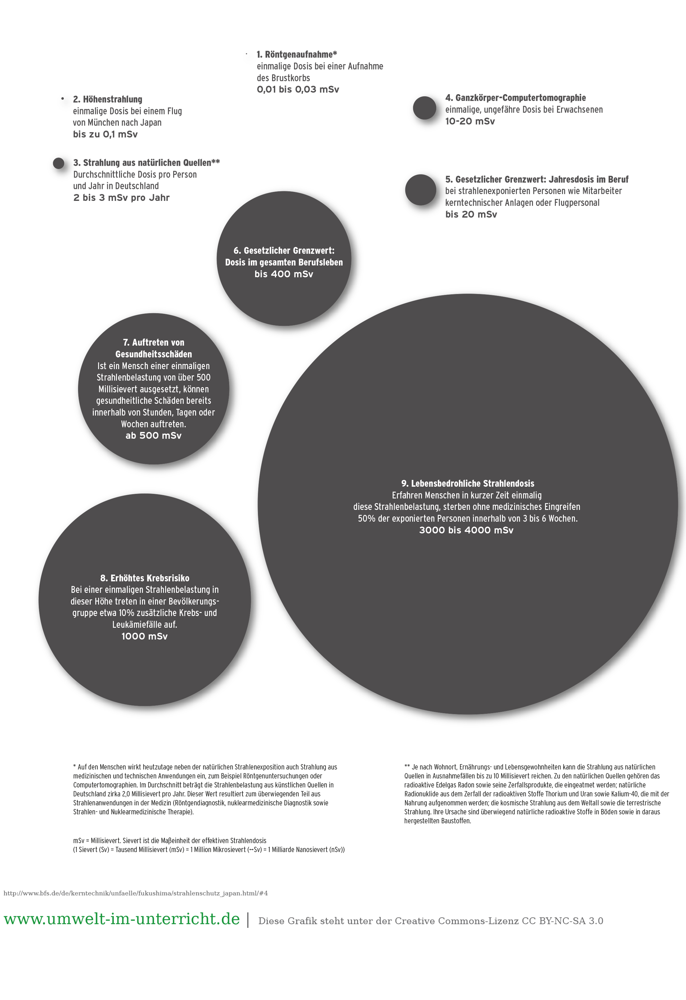 1. Röntgenaufnahme*
einmalige Dosis bei einer Aufnahme
des Brustkorbs
0,01 bis 0,03 mSv
2. Höhenstrahlung
einmalige Dosis bei einem Flug
von München nach Japan
bis zu 0,1 mSv
3. Strahlung aus natürlichen Quellen**
Durchschnittliche Dosis pro Person
und Jahr in Deutschland
2 bis 3 mSv pro Jahr
4. Ganzkörper-Computertomographie
einmalige, ungefähre Dosis bei Erwachsenen
10-20 mSv
5. Gesetzlicher Grenzwert: Jahresdosis im Beruf
bei strahlenexponierten Personen wie Mitarbeiter
kerntechnischer Anlagen oder Flugpersonal
bis 20 mSv
6. Gesetzlicher Grenzwert:
Dosis im gesamten Berufsleben
bis 400 mSv
7. Auftreten von
Gesundheitsschäden
Ist ein Mensch einer einmaligen
Strahlenbelastung von über 500
Millisievert ausgesetzt, können
gesundheitliche Schäden bereits
innerhalb von Stunden, Tagen oder
Wochen auftreten.
ab 500 mSv
8. Erhöhtes Krebsrisiko
Bei einer einmaligen Strahlenbelastung in
dieser Höhe treten in einer Bevölkerungs-
gruppe etwa 10% zusätzliche Krebs- und
Leukämiefälle auf.
1000 mSv
9. Lebensbedrohliche Strahlendosis
Erfahren Menschen in kurzer Zeit einmalig
diese Strahlenbelastung, sterben ohne medizinisches Eingreifen
50% der exponierten Personen innerhalb von 3 bis 6 Wochen.
3000 bis 4000 mSv
* Auf den Menschen wirkt heutzutage neben der natürlichen Strahlenexposition auch Strahlung aus
medizinischen und technischen Anwendungen ein, zum Beispiel Röntgenuntersuchungen oder
Computertomographien. Im Durchschnitt beträgt die Strahlenbelastung aus künstlichen Quellen in
Deutschland zirka 2,0 Millisievert pro Jahr. Dieser Wert resultiert zum überwiegenden Teil aus
Strahlenanwendungen in der Medizin (Röntgendiagnostik, nuklearmedizinische Diagnostik sowie
Strahlen- und Nuklearmedizinische Therapie).
** Je nach Wohnort, Ernährungs- und Lebensgewohnheiten kann die Strahlung aus natürlichen
Quellen in Ausnahmefällen bis zu 10 Millisievert reichen. Zu den natürlichen Quellen gehören das
radioaktive Edelgas Radon sowie seine Zerfallsprodukte, die eingeatmet werden; natürliche
Radionuklide aus dem Zerfall der radioaktiven Stoffe Thorium und Uran sowie Kalium-40, die mit der
Nahrung aufgenommen werden; die kosmische Strahlung aus dem Weltall sowie die terrestrische
Strahlung. Ihre Ursache sind überwiegend natürliche radioaktive Stoffe in Böden sowie in daraus
hergestellten Baustoffen.
mSv = Millisievert. Sievert ist die Maßeinheit der effektiven Strahlendosis
(1 Sievert (Sv) = Tausend Millisievert (mSv) = 1 Million Mikrosievert (↔Sv) = 1 Milliarde Nanosievert (nSv))
http://www.bfs.de/de/kerntechnik/unfaelle/fukushima/strahlenschutz_japan.html/#4
www.umwelt-im-unterricht.de | Diese Grafik steht unter der Creative Commons-Lizenz CC BY-NC-SA 3.0